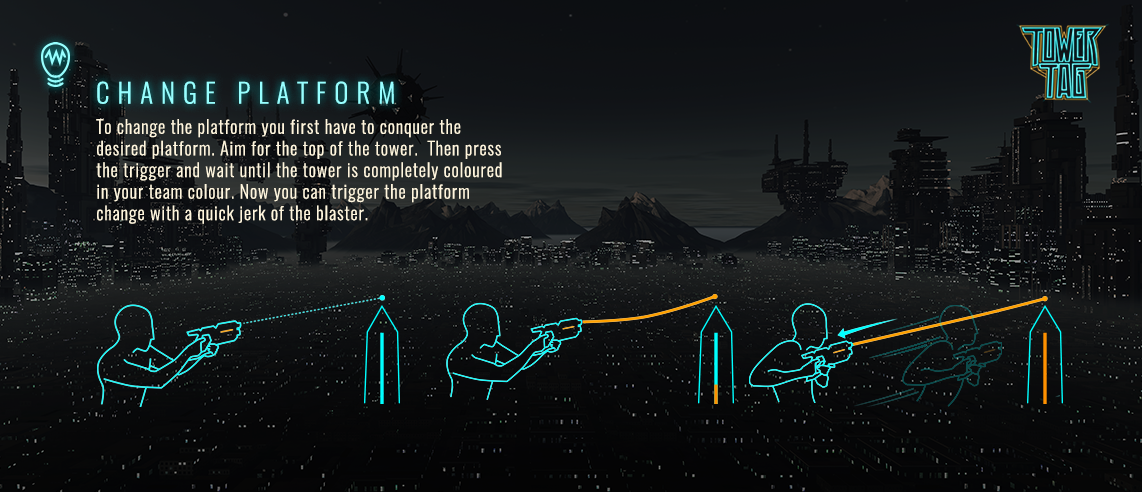 TOWER
TAG
CHANGE PLATFORM
To change the platform you first have to conquer the
desired platform. Aim for the top of the tower. Then press
the trigger and wait until the tower is completely coloured
in your team colour. Now you can trigger the platform
change with a quick jerk of the blaster.